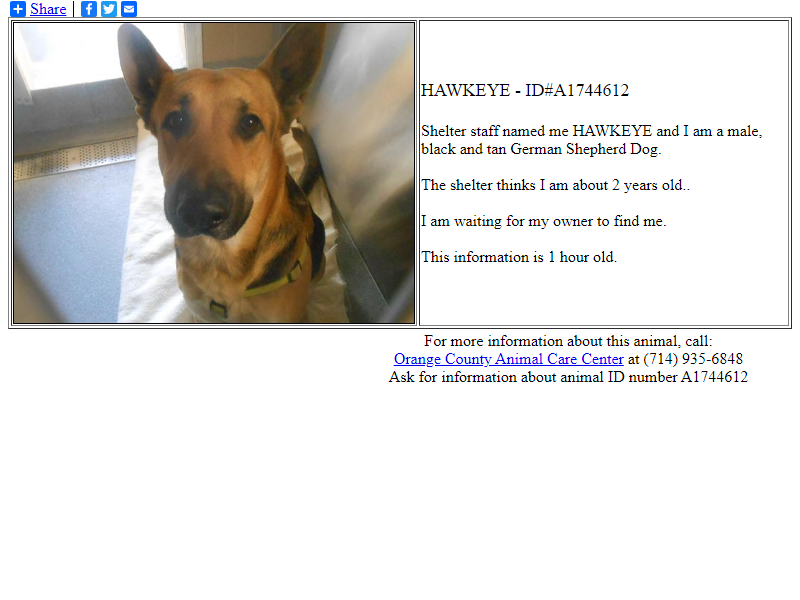 Share |
HAWKEYE - ID#A1744612
Shelter staff named me HAWKEYE and I am a male,
black and tan German Shepherd Dog.
The shelter thinks I am about 2 years old..
I am waiting for my owner to find me.
This information is 1 hour old.
For more information about this animal, call:
Orange County Animal Care Center at (714) 935-6848
Ask for information about animal ID number A1744612